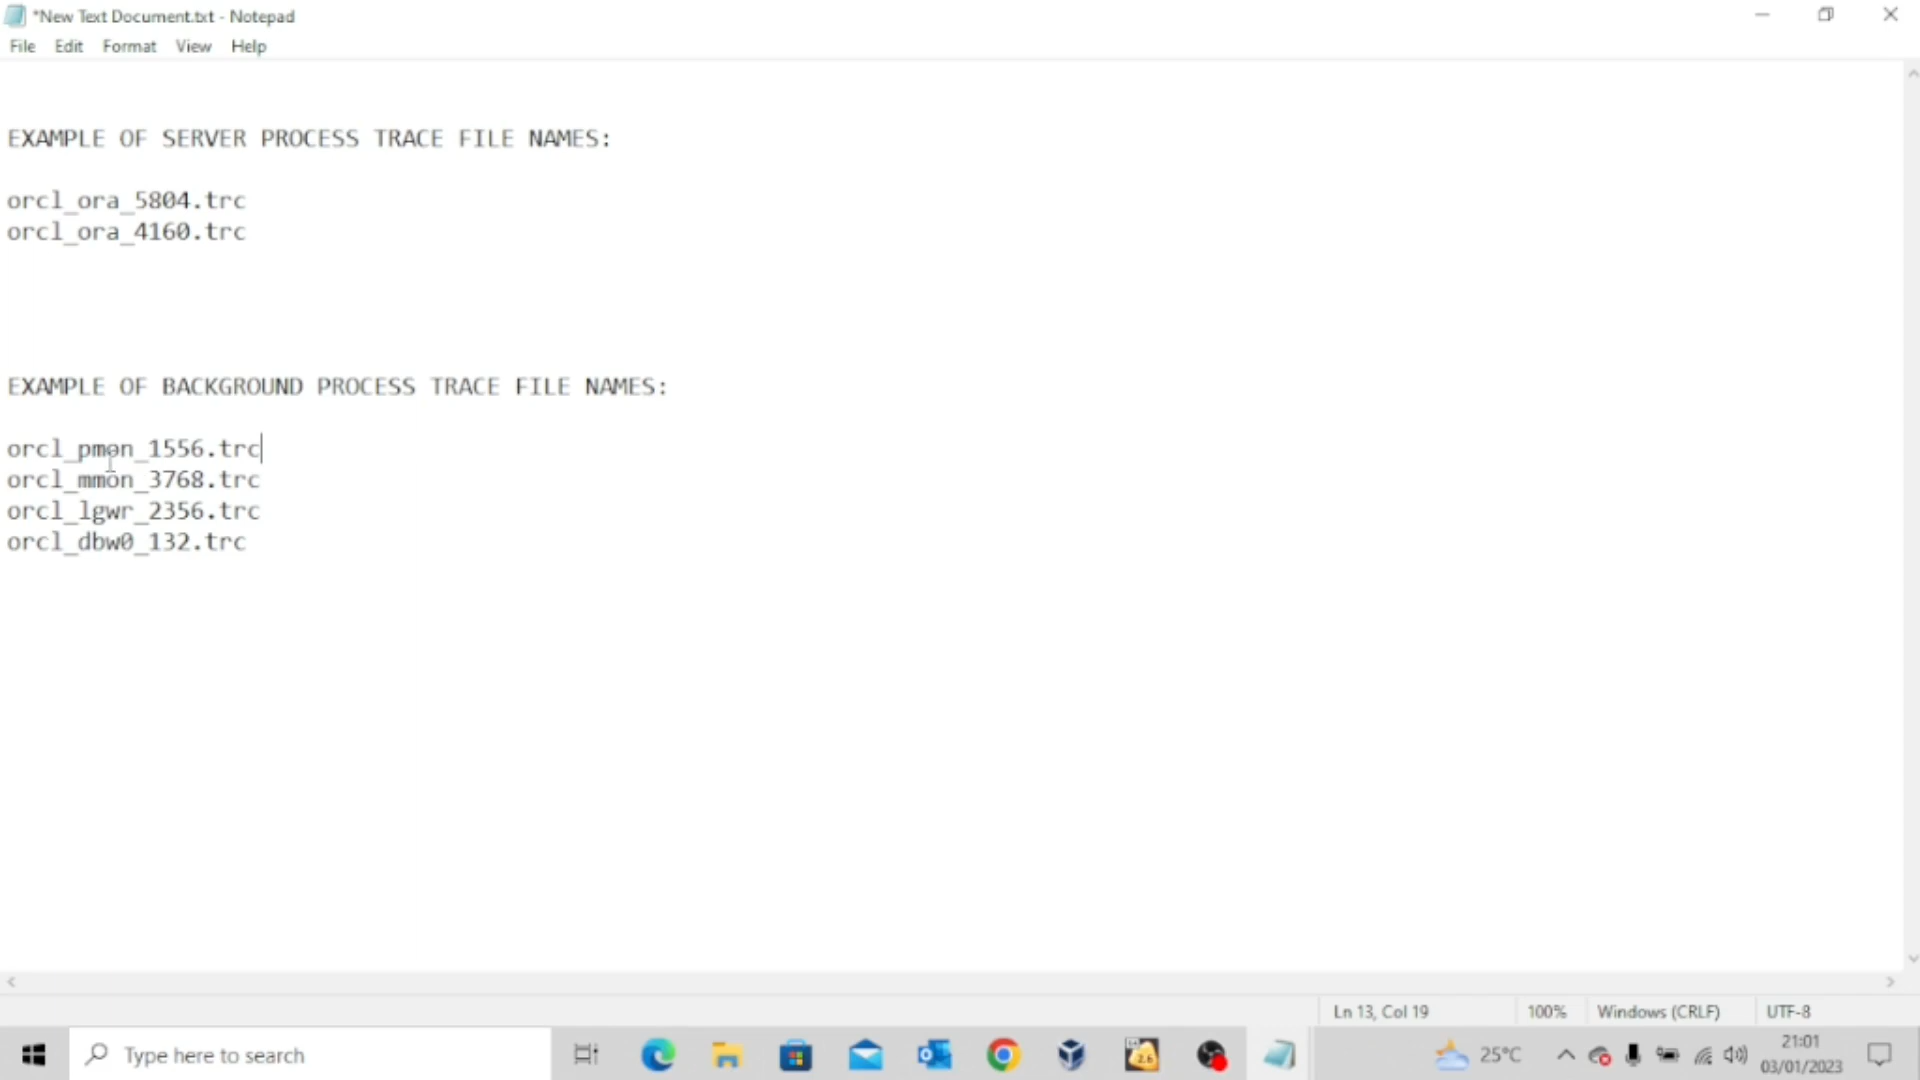 *New Text Document.txt - Notepad
File Edit Format View Help
EXAMPLE OF SERVER PROCESS TRACE FILE NAMES:
orcl_ora_5804.trc
orcl_ora_4160.trc
EXAMPLE OF BACKGROUND PROCESS TRACE FILE NAMES:
orcl_pmon_1556.trc
orcl_mmon_3768.trc
orcl_lgwr_2356.trc
orcl_dbw0_132.trc
Ln 13, Col 19 100% Windows (CRLF) UTF-8
Type here to search 25°C 21:01
03/01/2023